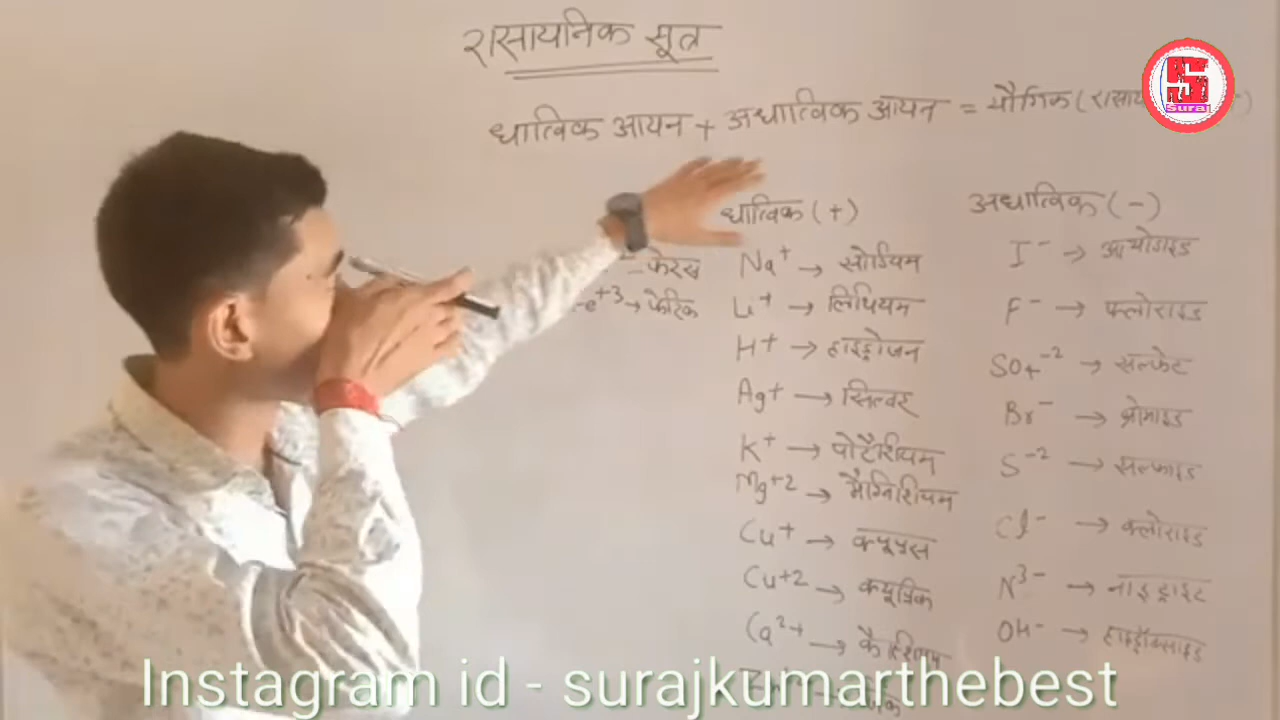 रासायनिक सूत्र
धात्विक आयन + अधात्विक आयन = यौगिक (रासाय
Suraj
धात्विक (+)
अधात्विक (-)
फेरस
e+3 → फेरिक
Na+ → सोडियम
Li+ → लिथियम
H+ → हाइड्रोजन
Ag+ → सिल्वर
K+ → पोटैशियम
Mg+2 → मैग्निशियम
Cu+ → क्यूप्रस
Cu+2 → क्यूप्रिक
Ca2+ → कैल्शियम
I- → आयोडाइड
F- → फ्लोराइड
SO4-2 → सल्फेट
Br- → ब्रोमाइड
S-2 → सल्फाइड
Cl- → क्लोराइड
N3- → नाइट्राइट
OH- → हाइड्रॉक्साइड
Instagram id - surajkumarthebest